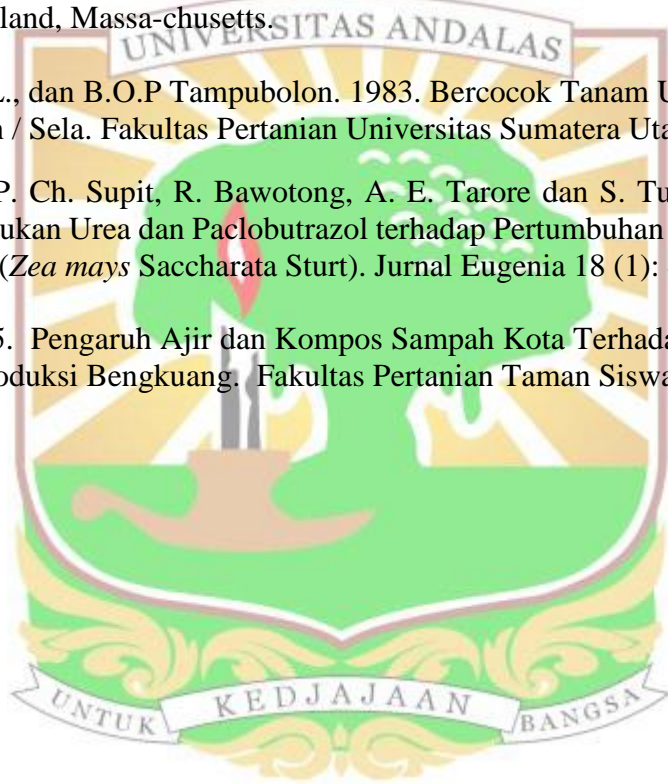 land, Massa-chusetts.
UNIVERSITAS ANDALAS
L., dan B.O.P Tampubolon. 1983. Bercocok Tanam U
/ Sela. Fakultas Pertanian Universitas Sumatera Uta
P. Ch. Supit, R. Bawotong, A. E. Tarore dan S. Tu
ukan Urea dan Paclobutrazol terhadap Pertumbuhan
(Zea mays Saccharata Sturt). Jurnal Eugenia 18 (1):
5. Pengaruh Ajir dan Kompos Sampah Kota Terhada
oduksi Bengkuang. Fakultas Pertanian Taman Siswa
UNTUK KEDJAJAAN BANGSA